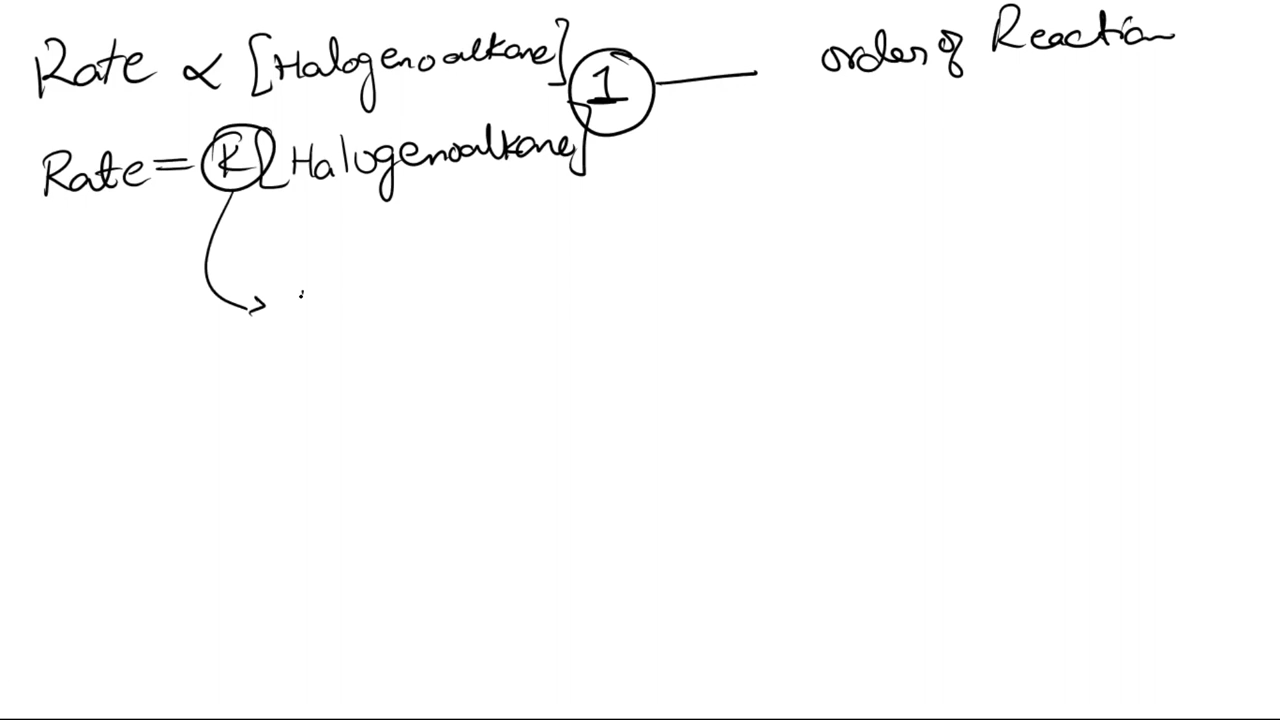 Rate ∝ [Halogenoalkane]¹ order of Reaction
Rate = K[Halogenoalkane]